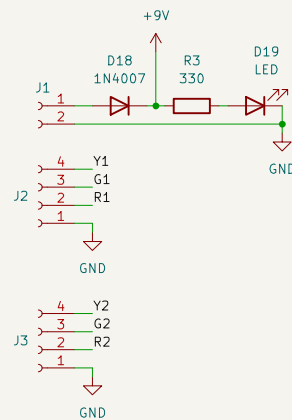 +9V
D18
1N4007
R3
330
D19
LED
J1
1
2
GND
J2
4 Y1
3 G1
2 R1
1
GND
J3
4 Y2
3 G2
2 R2
1
GND